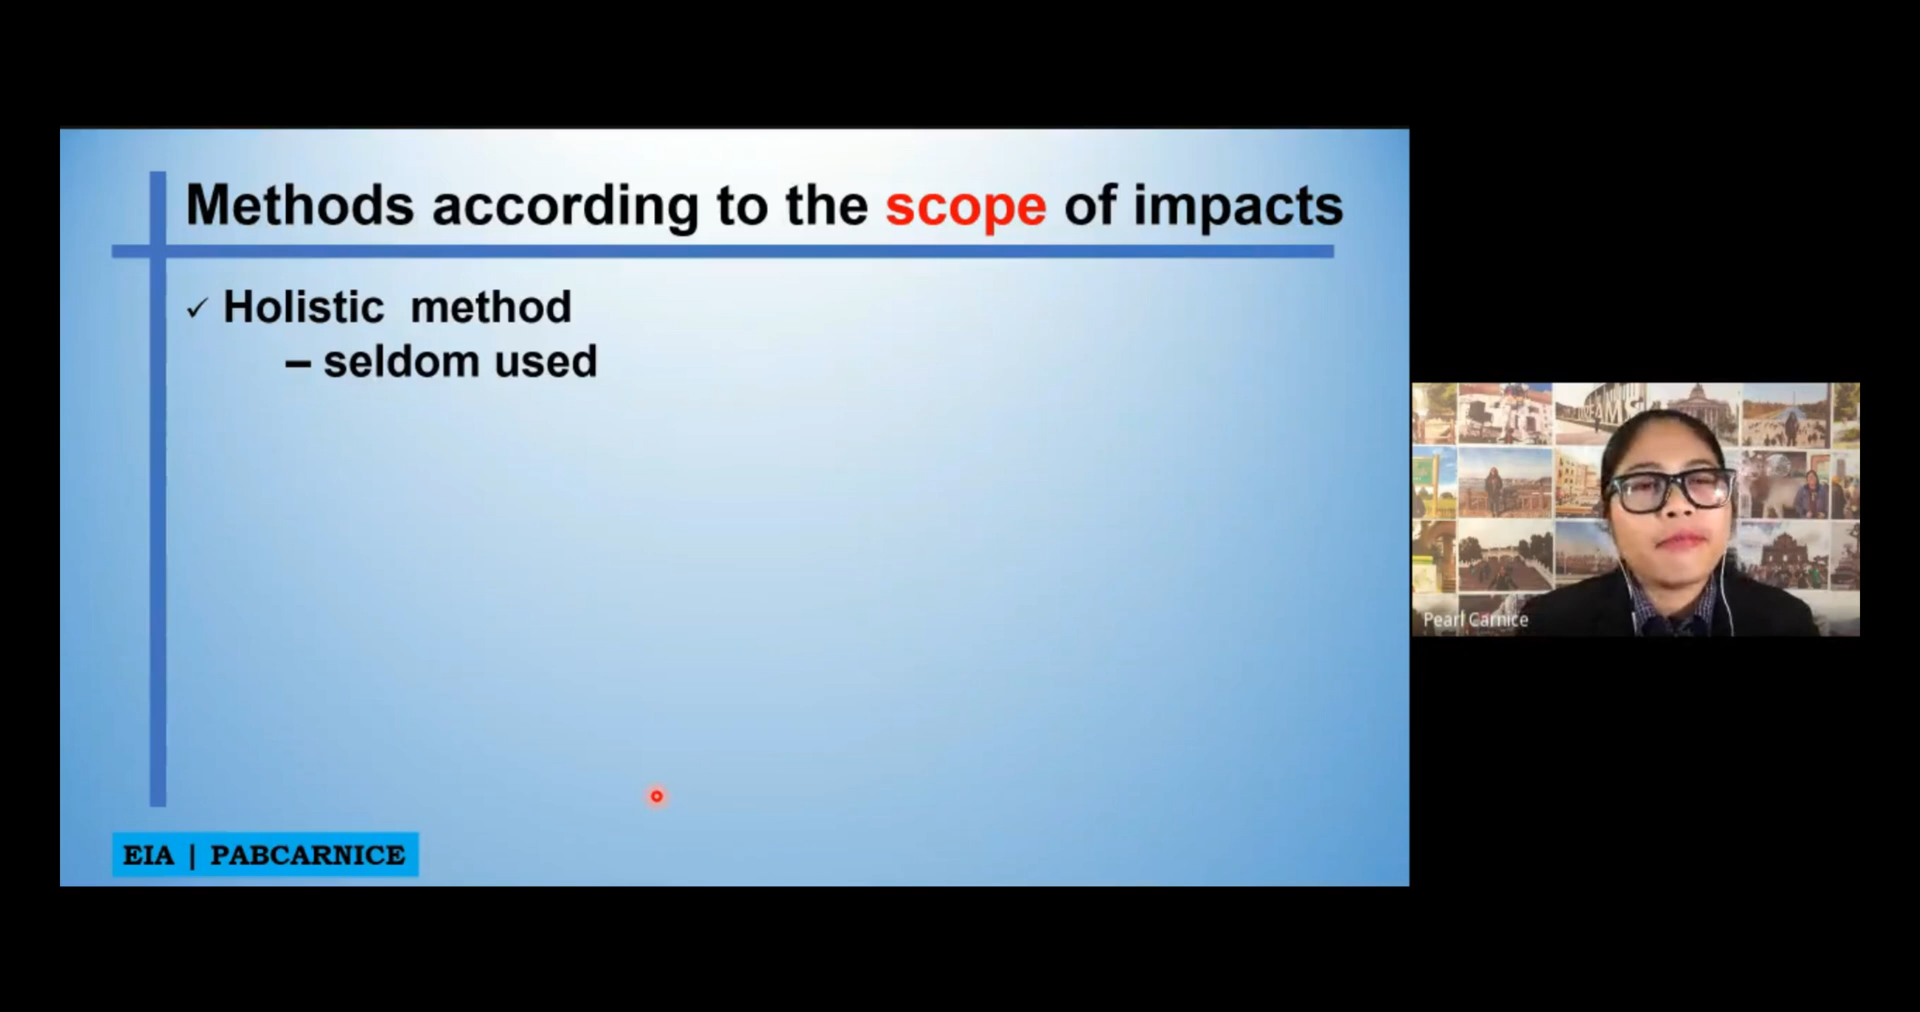 Methods according to the scope of impacts
✓ Holistic  method
– seldom used
EIA | PABCARNICE
Pearl Carnice